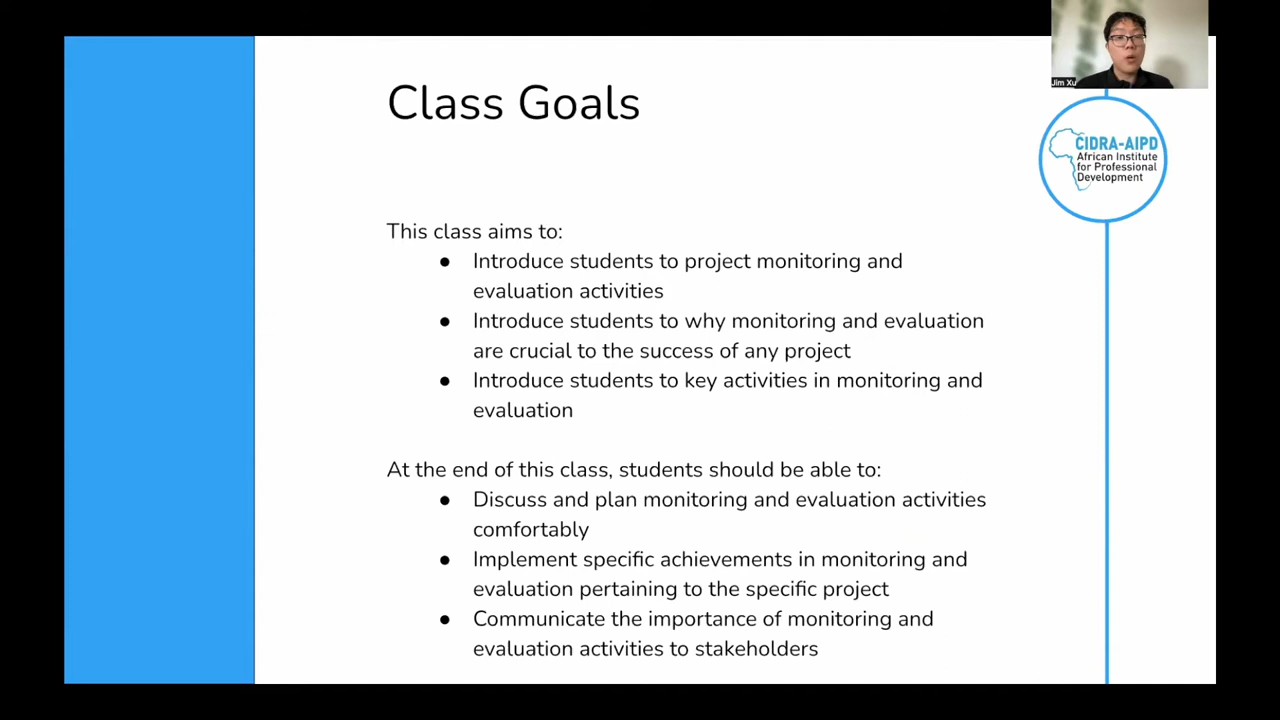 Class Goals
Jim Xu
CIDRA-AIPD
African Institute
for Professional
Development
This class aims to:
● Introduce students to project monitoring and
evaluation activities
● Introduce students to why monitoring and evaluation
are crucial to the success of any project
● Introduce students to key activities in monitoring and
evaluation
At the end of this class, students should be able to:
● Discuss and plan monitoring and evaluation activities
comfortably
● Implement specific achievements in monitoring and
evaluation pertaining to the specific project
● Communicate the importance of monitoring and
evaluation activities to stakeholders